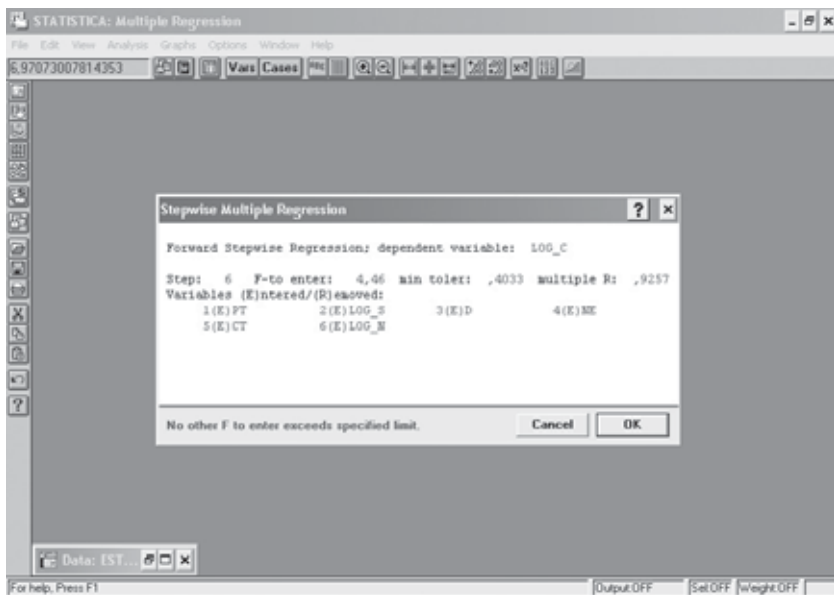 STATISTICA: Multiple Regression
File Edit View Analysis Graphs Options Window Help
6,97073007814353 Vars Cases
Stepwise Multiple Regression
Forward Stepwise Regression; dependent variable: LOG_C
Step: 6 F-to enter: 4,46 min toler: ,4033 multiple R: ,9257
Variables (E)ntered/(R)emoved:
1(E)PT 2(E)LOG_S 3(E)D 4(E)NE
5(E)CT 6(E)LOG_N
No other F to enter exceeds specified limit. Cancel OK
Data: EST...
For help, Press F1 Output:OFF Sel:OFF Weight:OFF